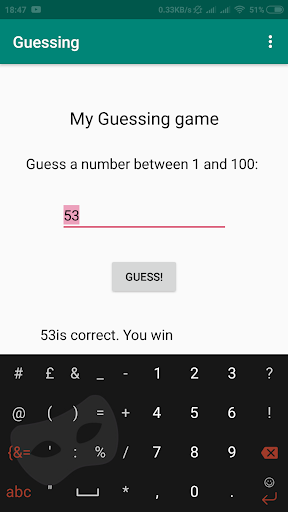 18:47 0.33KB/s 51%
Guessing
My Guessing game
Guess a number between 1 and 100:
53
GUESS!
53is correct. You win
# £ & _ - 1 2 3 ?
@ ( ) = + 4 5 6 !
{&= ' : % / 7 8 9
abc " * , 0 .